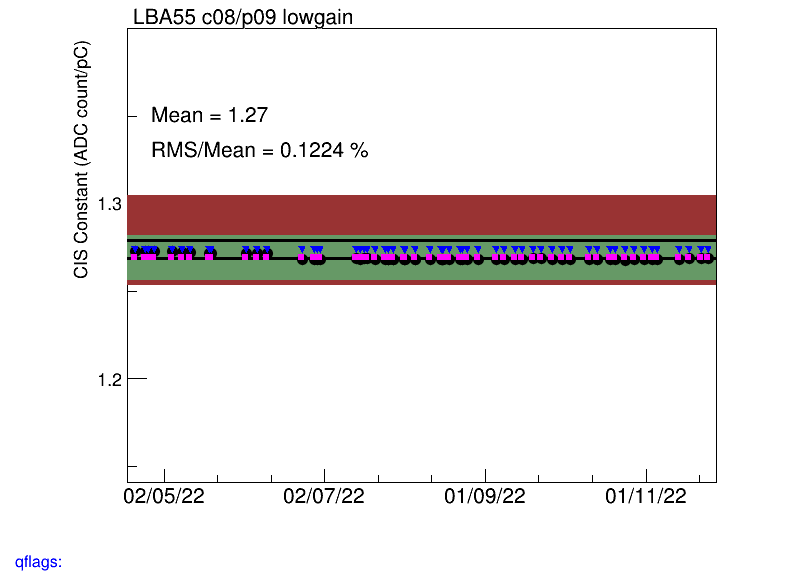 LBA55 c08/p09 lowgain
CIS Constant (ADC count/pC)
Mean = 1.27
RMS/Mean = 0.1224 %
1.3
1.2
02/05/22 02/07/22 01/09/22 01/11/22
qflags: